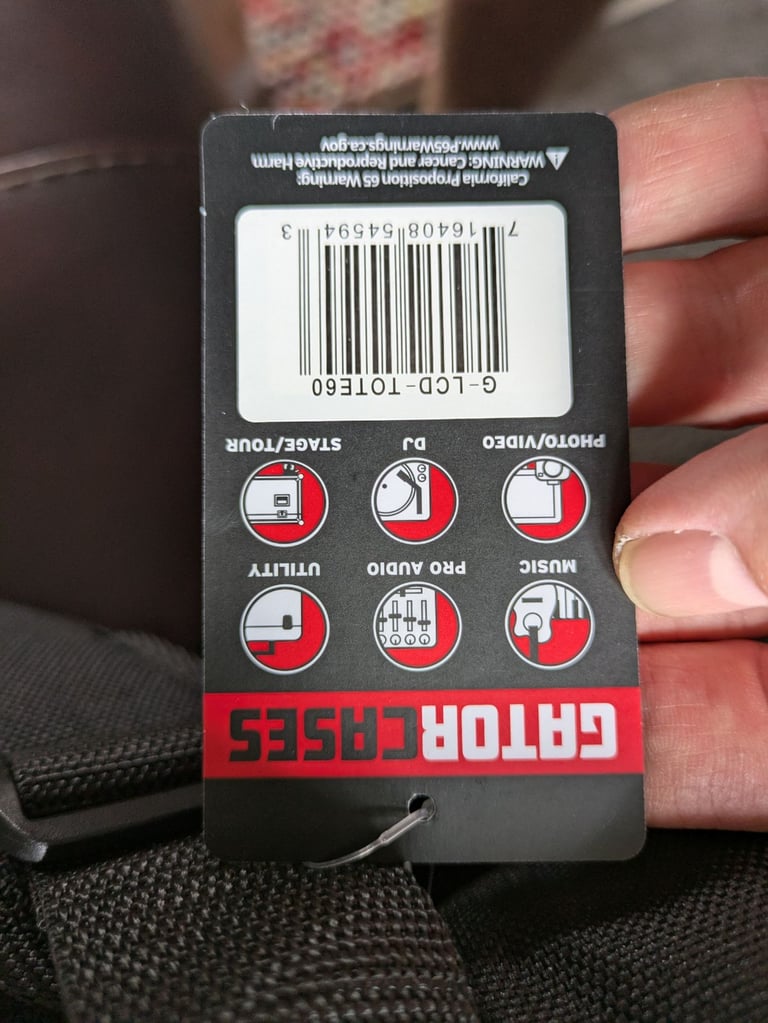 GATORCASES
MUSIC
PRO AUDIO
UTILITY
PHOTO/VIDEO
DJ
STAGE/TOUR
G-LCD-TOTE60
7 16408 54594 3
California Proposition 65 Warning:
WARNING: Cancer and Reproductive Harm
www.P65Warnings.ca.gov